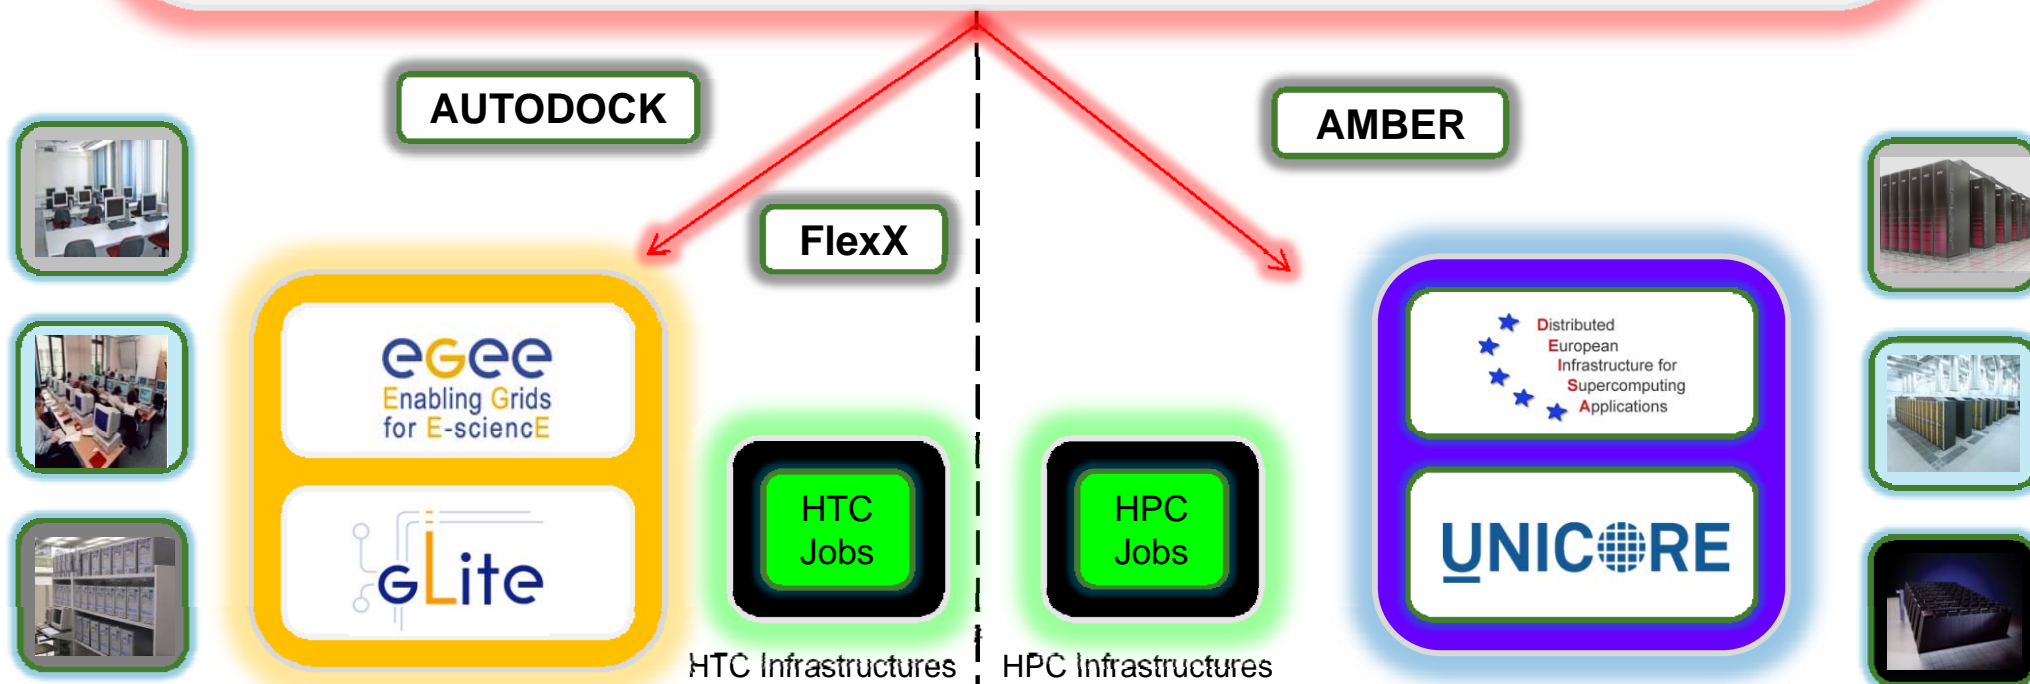 AUTODOCK
AMBER
FlexX
eGee
Enabling Grids
for E-sciencE
Distributed
European
Infrastructure for
Supercomputing
Applications
gLite
HTC
Jobs
HPC
Jobs
UNICORE
HTC Infrastructures
HPC Infrastructures